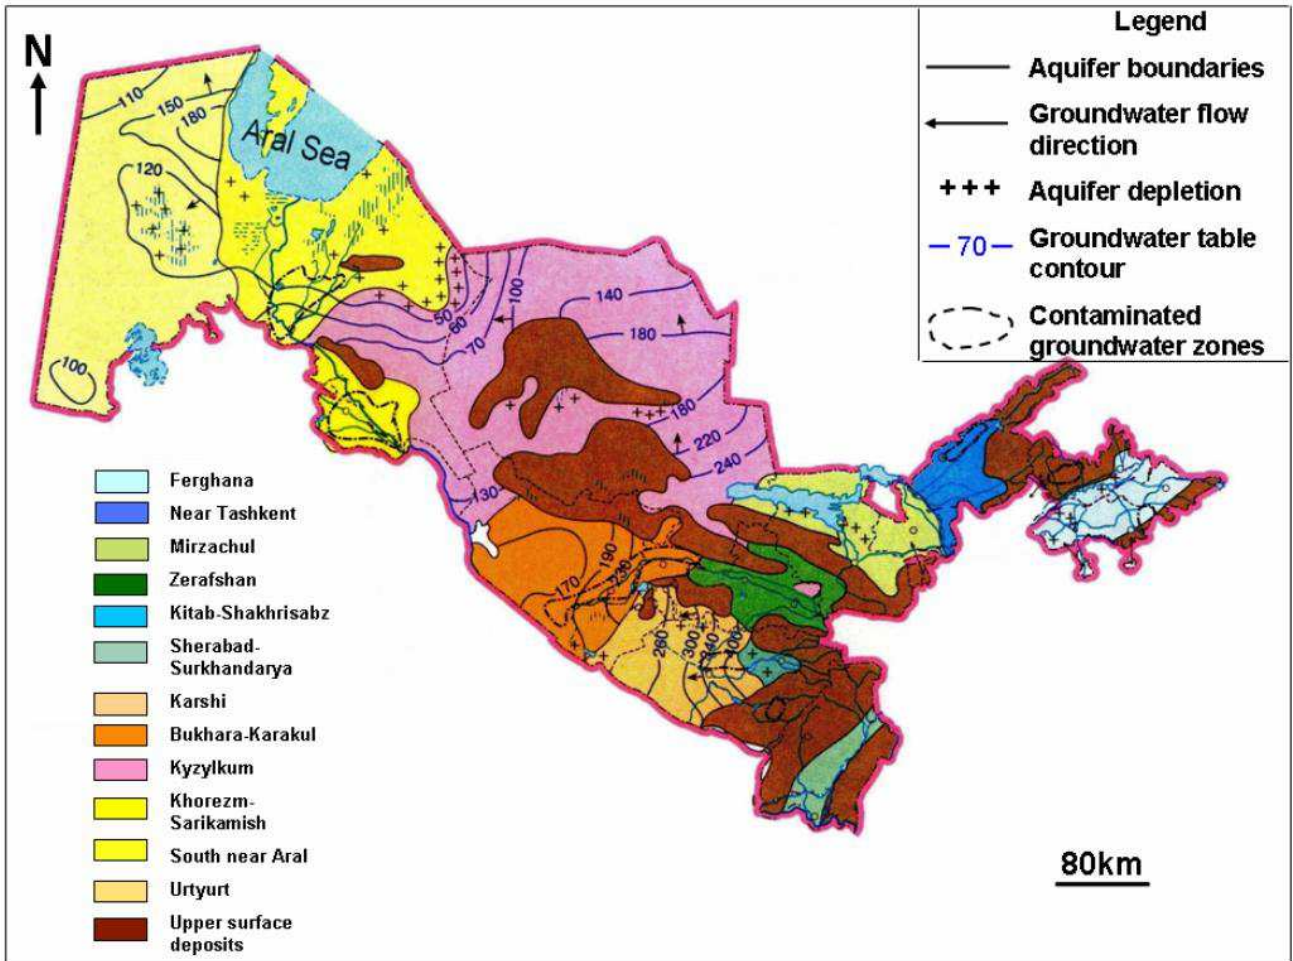 N
Legend
Aquifer boundaries
Groundwater flow
direction
+++ Aquifer depletion
70
Groundwater table
contour
Contaminated
groundwater zones
Aral Sea
110
150
180
120
100
50
60
70
100
140
180
180
220
240
130
170
190
230
260
300
400
Ferghana
Near Tashkent
Mirzachul
Zerafshan
Kitab-Shakhrisabz
Sherabad-
Surkhandarya
Karshi
Bukhara-Karakul
Kyzylkum
Khorezm-
Sarikamish
South near Aral
Urtyurt
Upper surface
deposits
80km